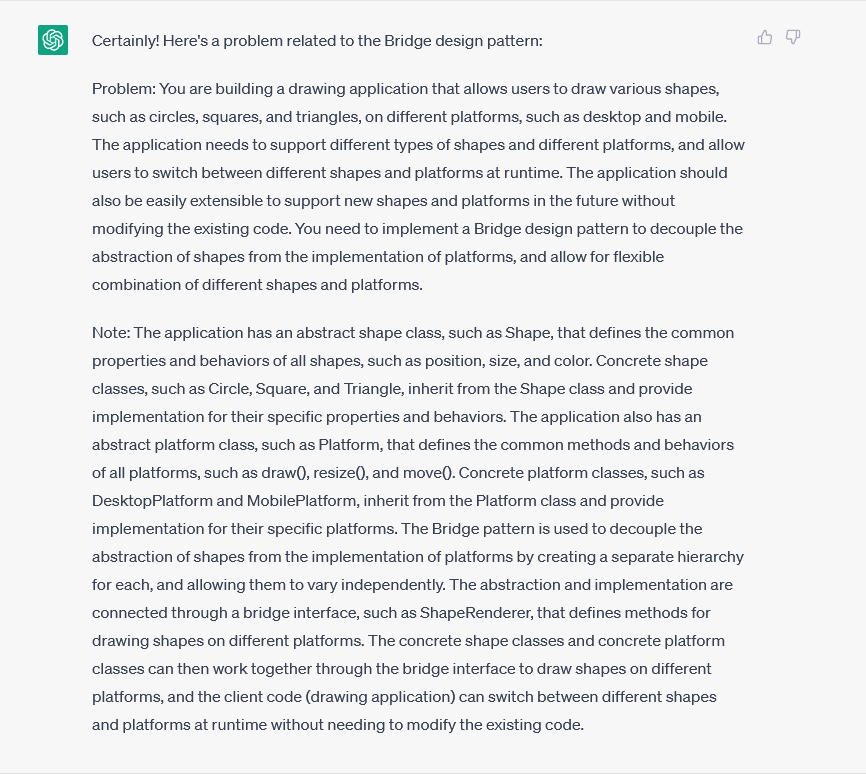 Certainly! Here's a problem related to the Bridge design pattern:
Problem: You are building a drawing application that allows users to draw various shapes,
such as circles, squares, and triangles, on different platforms, such as desktop and mobile.
The application needs to support different types of shapes and different platforms, and allow
users to switch between different shapes and platforms at runtime. The application should
also be easily extensible to support new shapes and platforms in the future without
modifying the existing code. You need to implement a Bridge design pattern to decouple the
abstraction of shapes from the implementation of platforms, and allow for flexible
combination of different shapes and platforms.
Note: The application has an abstract shape class, such as Shape, that defines the common
properties and behaviors of all shapes, such as position, size, and color. Concrete shape
classes, such as Circle, Square, and Triangle, inherit from the Shape class and provide
implementation for their specific properties and behaviors. The application also has an
abstract platform class, such as Platform, that defines the common methods and behaviors
of all platforms, such as draw(), resize(), and move(). Concrete platform classes, such as
DesktopPlatform and MobilePlatform, inherit from the Platform class and provide
implementation for their specific platforms. The Bridge pattern is used to decouple the
abstraction of shapes from the implementation of platforms by creating a separate hierarchy
for each, and allowing them to vary independently. The abstraction and implementation are
connected through a bridge interface, such as ShapeRenderer, that defines methods for
drawing shapes on different platforms. The concrete shape classes and concrete platform
classes can then work together through the bridge interface to draw shapes on different
platforms, and the client code (drawing application) can switch between different shapes
and platforms at runtime without needing to modify the existing code.